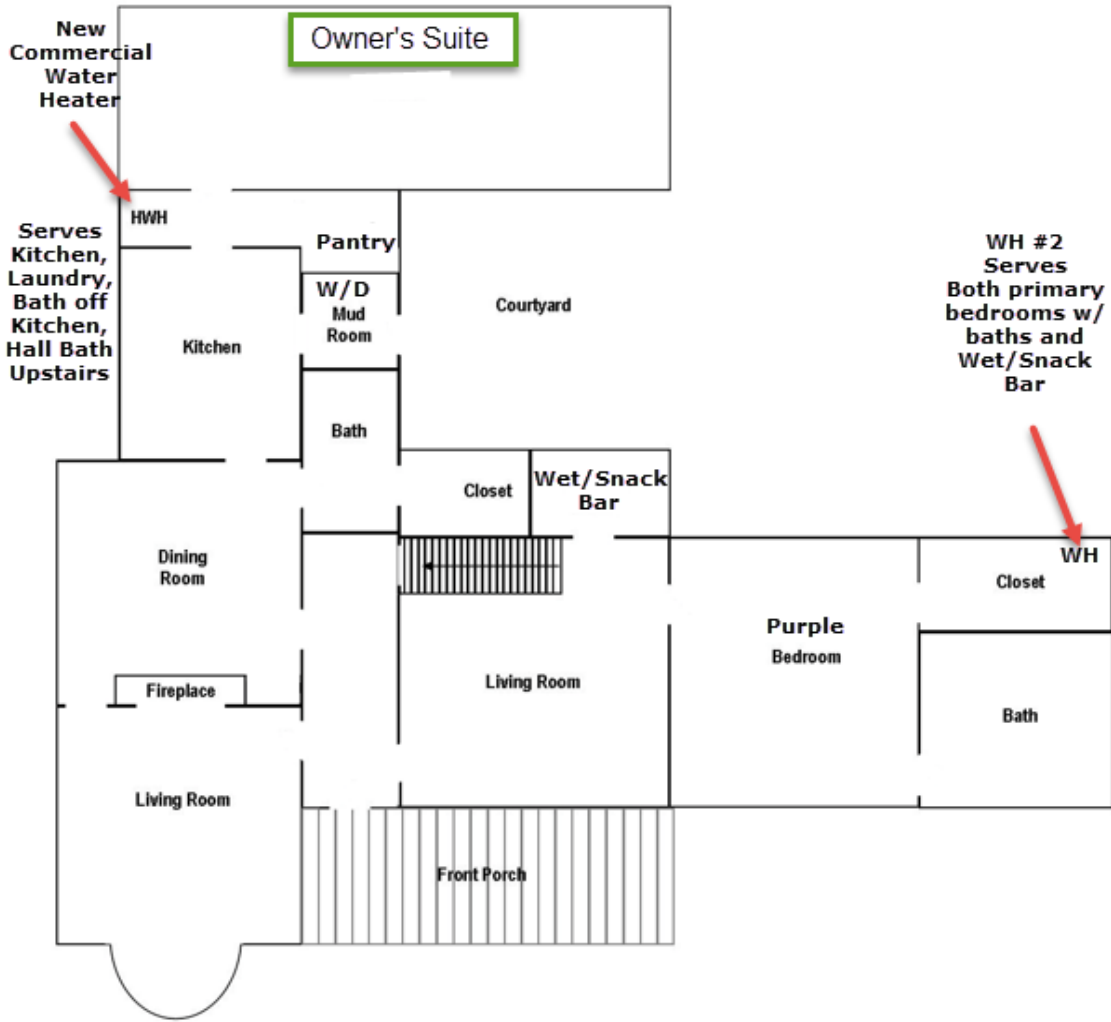 New
Commercial
Water
Heater
Owner's Suite
HWH
Serves
Kitchen,
Laundry,
Bath off
Kitchen,
Hall Bath
Upstairs
Pantry
W/D
Mud
Room
Courtyard
WH #2
Serves
Both primary
bedrooms w/
baths and
Wet/Snack
Bar
Kitchen
Bath
Closet
Wet/Snack
Bar
WH
Closet
Dining
Room
Purple
Bedroom
Fireplace
Living Room
Bath
Living Room
Front Porch